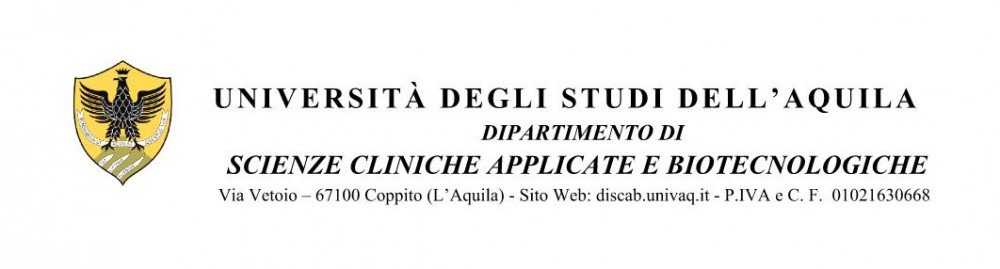 UNIVERSITÀ DEGLI STUDI DELL’AQUILA
DIPARTIMENTO DI
SCIENZE CLINICHE APPLICATE E BIOTECNOLOGICHE
Via Vetoio – 67100 Coppito (L’Aquila) - Sito Web: discab.univaq.it - P.IVA e C. F.  01021630668